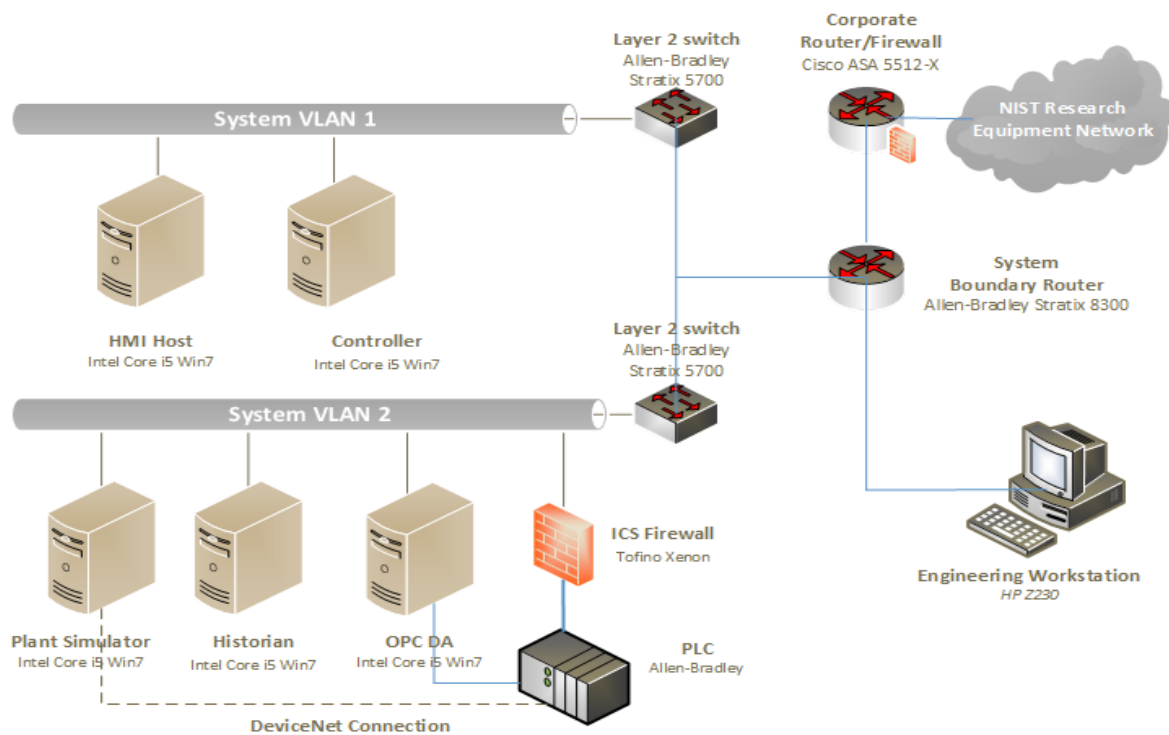 Layer 2 switch
Allen-Bradley
Stratix 5700
Corporate
Router/Firewall
Cisco ASA 5512-X
NIST Research
Equipment Network
System VLAN 1
HMI Host
Intel Core i5 Win7
Controller
Intel Core i5 Win7
System
Boundary Router
Allen-Bradley Stratix 8300
Layer 2 switch
Allen-Bradley
Stratix 5700
System VLAN 2
ICS Firewall
Tofino Xenon
Engineering Workstation
HP Z230
Plant Simulator
Intel Core i5 Win7
Historian
Intel Core i5 Win7
OPC DA
Intel Core i5 Win7
PLC
Allen-Bradley
DeviceNet Connection